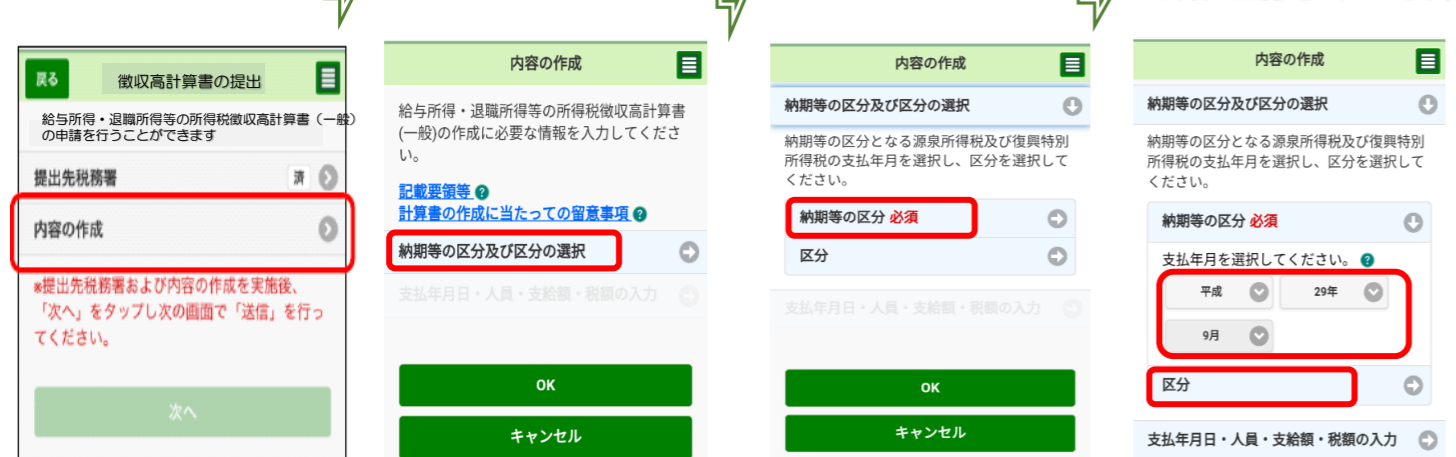 戻る
徴収高計算書の提出
給与所得・退職所得等の所得税徴収高計算書（一般）
の申請を行うことができます
提出先税務署
済
内容の作成
※提出先税務署および内容の作成を実施後、
「次へ」をタップし次の画面で「送信」を行っ
てください。
次へ
内容の作成
給与所得・退職所得等の所得税徴収高計算書
(一般)の作成に必要な情報を入力してくださ
い。
記載要領等 ?
計算書の作成に当たっての留意事項 ?
納期等の区分及び区分の選択
支払年月日・人員・支給額・税額の入力
OK
キャンセル
内容の作成
納期等の区分及び区分の選択
納期等の区分となる源泉所得税及び復興特別
所得税の支払年月を選択し、区分を選択して
ください。
納期等の区分 必須
区分
支払年月日・人員・支給額・税額の入力
OK
キャンセル
内容の作成
納期等の区分及び区分の選択
納期等の区分となる源泉所得税及び復興特別
所得税の支払年月を選択し、区分を選択して
ください。
納期等の区分 必須
支払年月を選択してください。 ?
平成
29年
9月
区分
支払年月日・人員・支給額・税額の入力